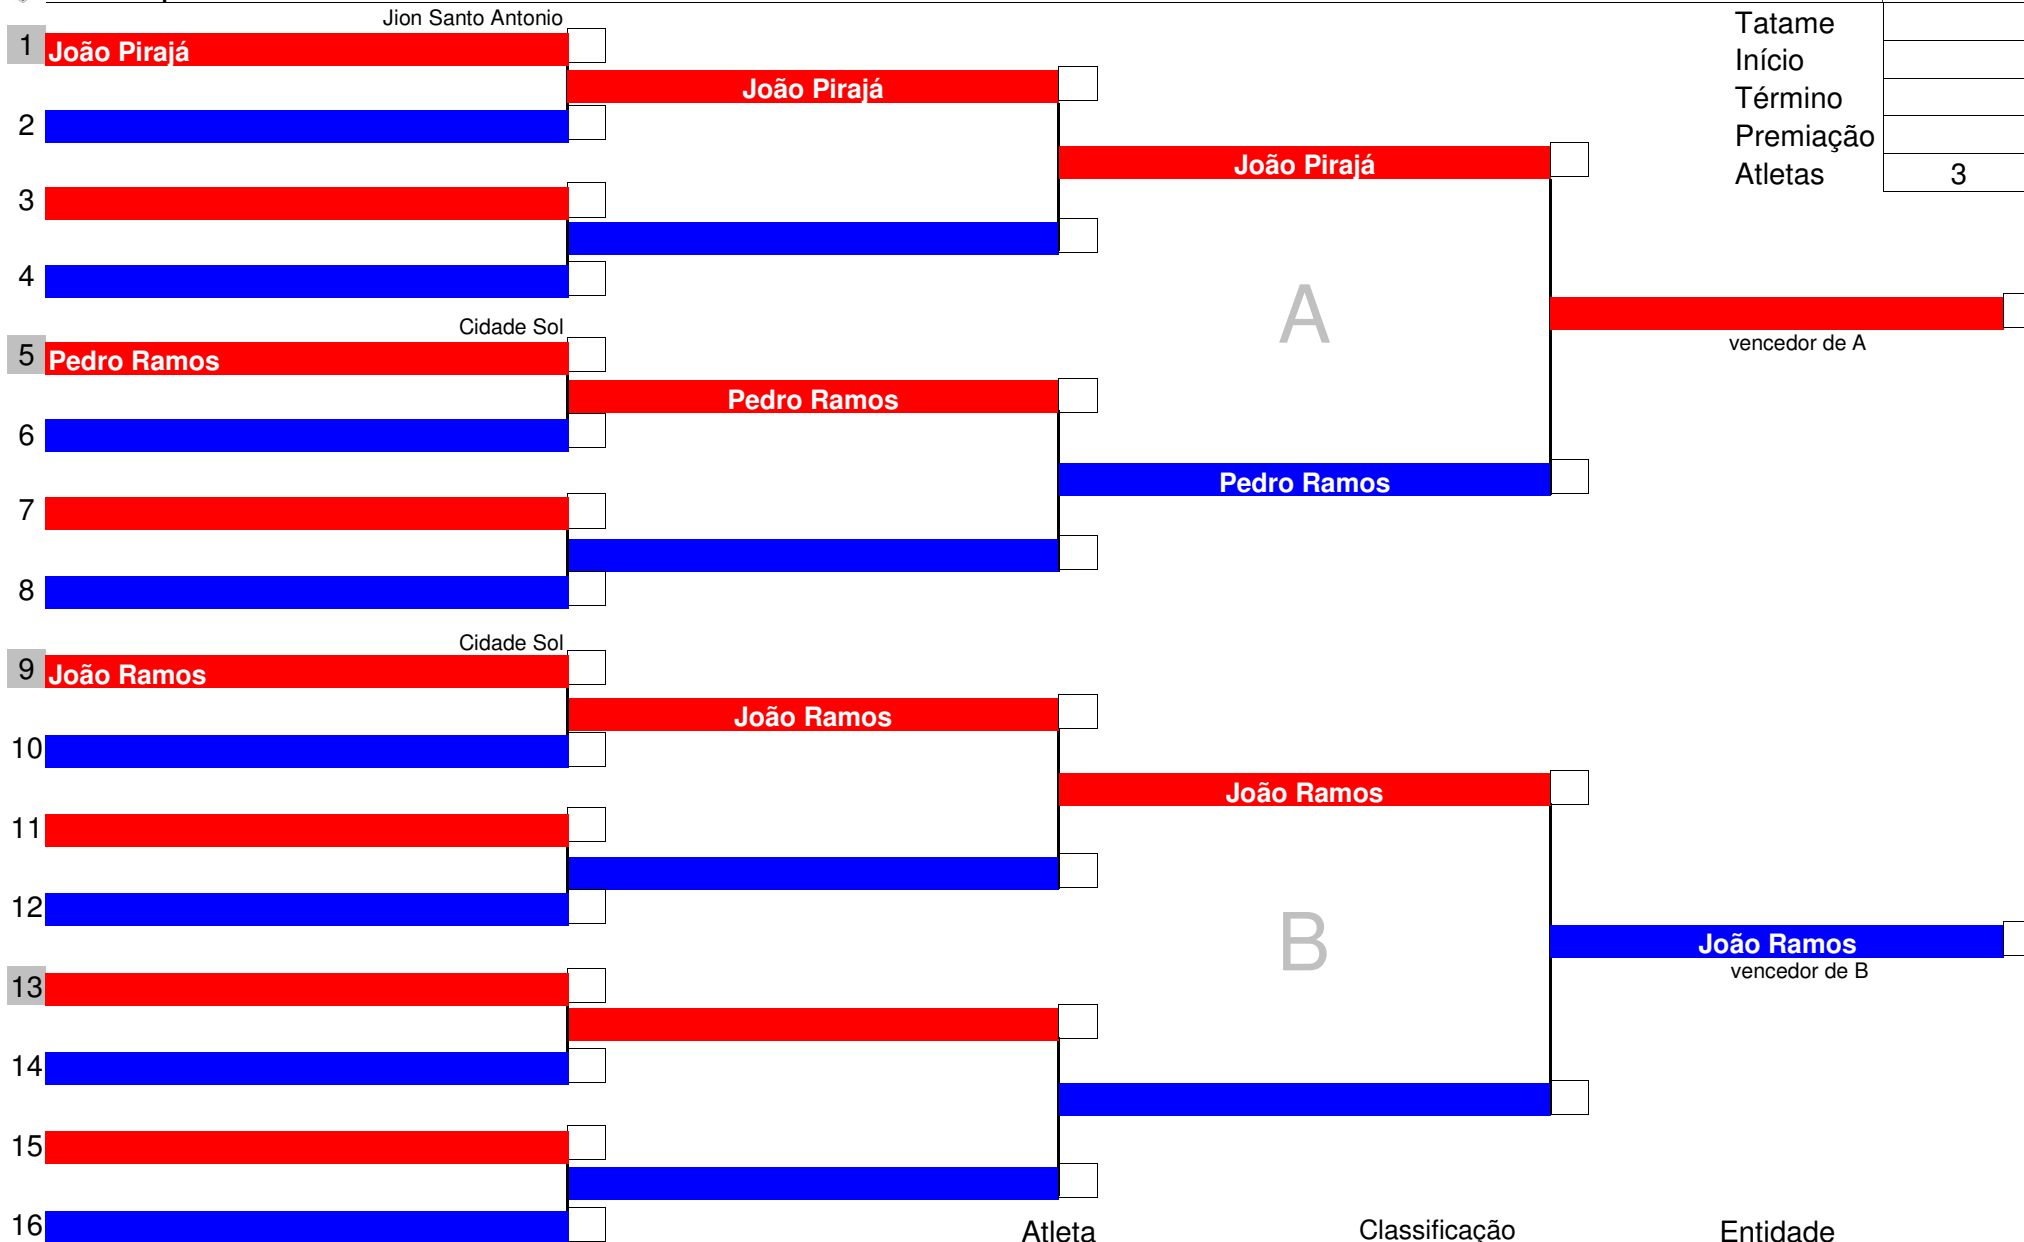 Jion Santo Antonio
Tatame
1 João Pirajá
Início
João Pirajá
Término
2
Premiação
João Pirajá
Atletas 3
3
4
A
Cidade Sol
vencedor de A
5 Pedro Ramos
Pedro Ramos
6
Pedro Ramos
7
8
Cidade Sol
9 João Ramos
João Ramos
10
João Ramos
11
12
B
João Ramos
vencedor de B
13
14
15
16
Atleta Classificação Entidade